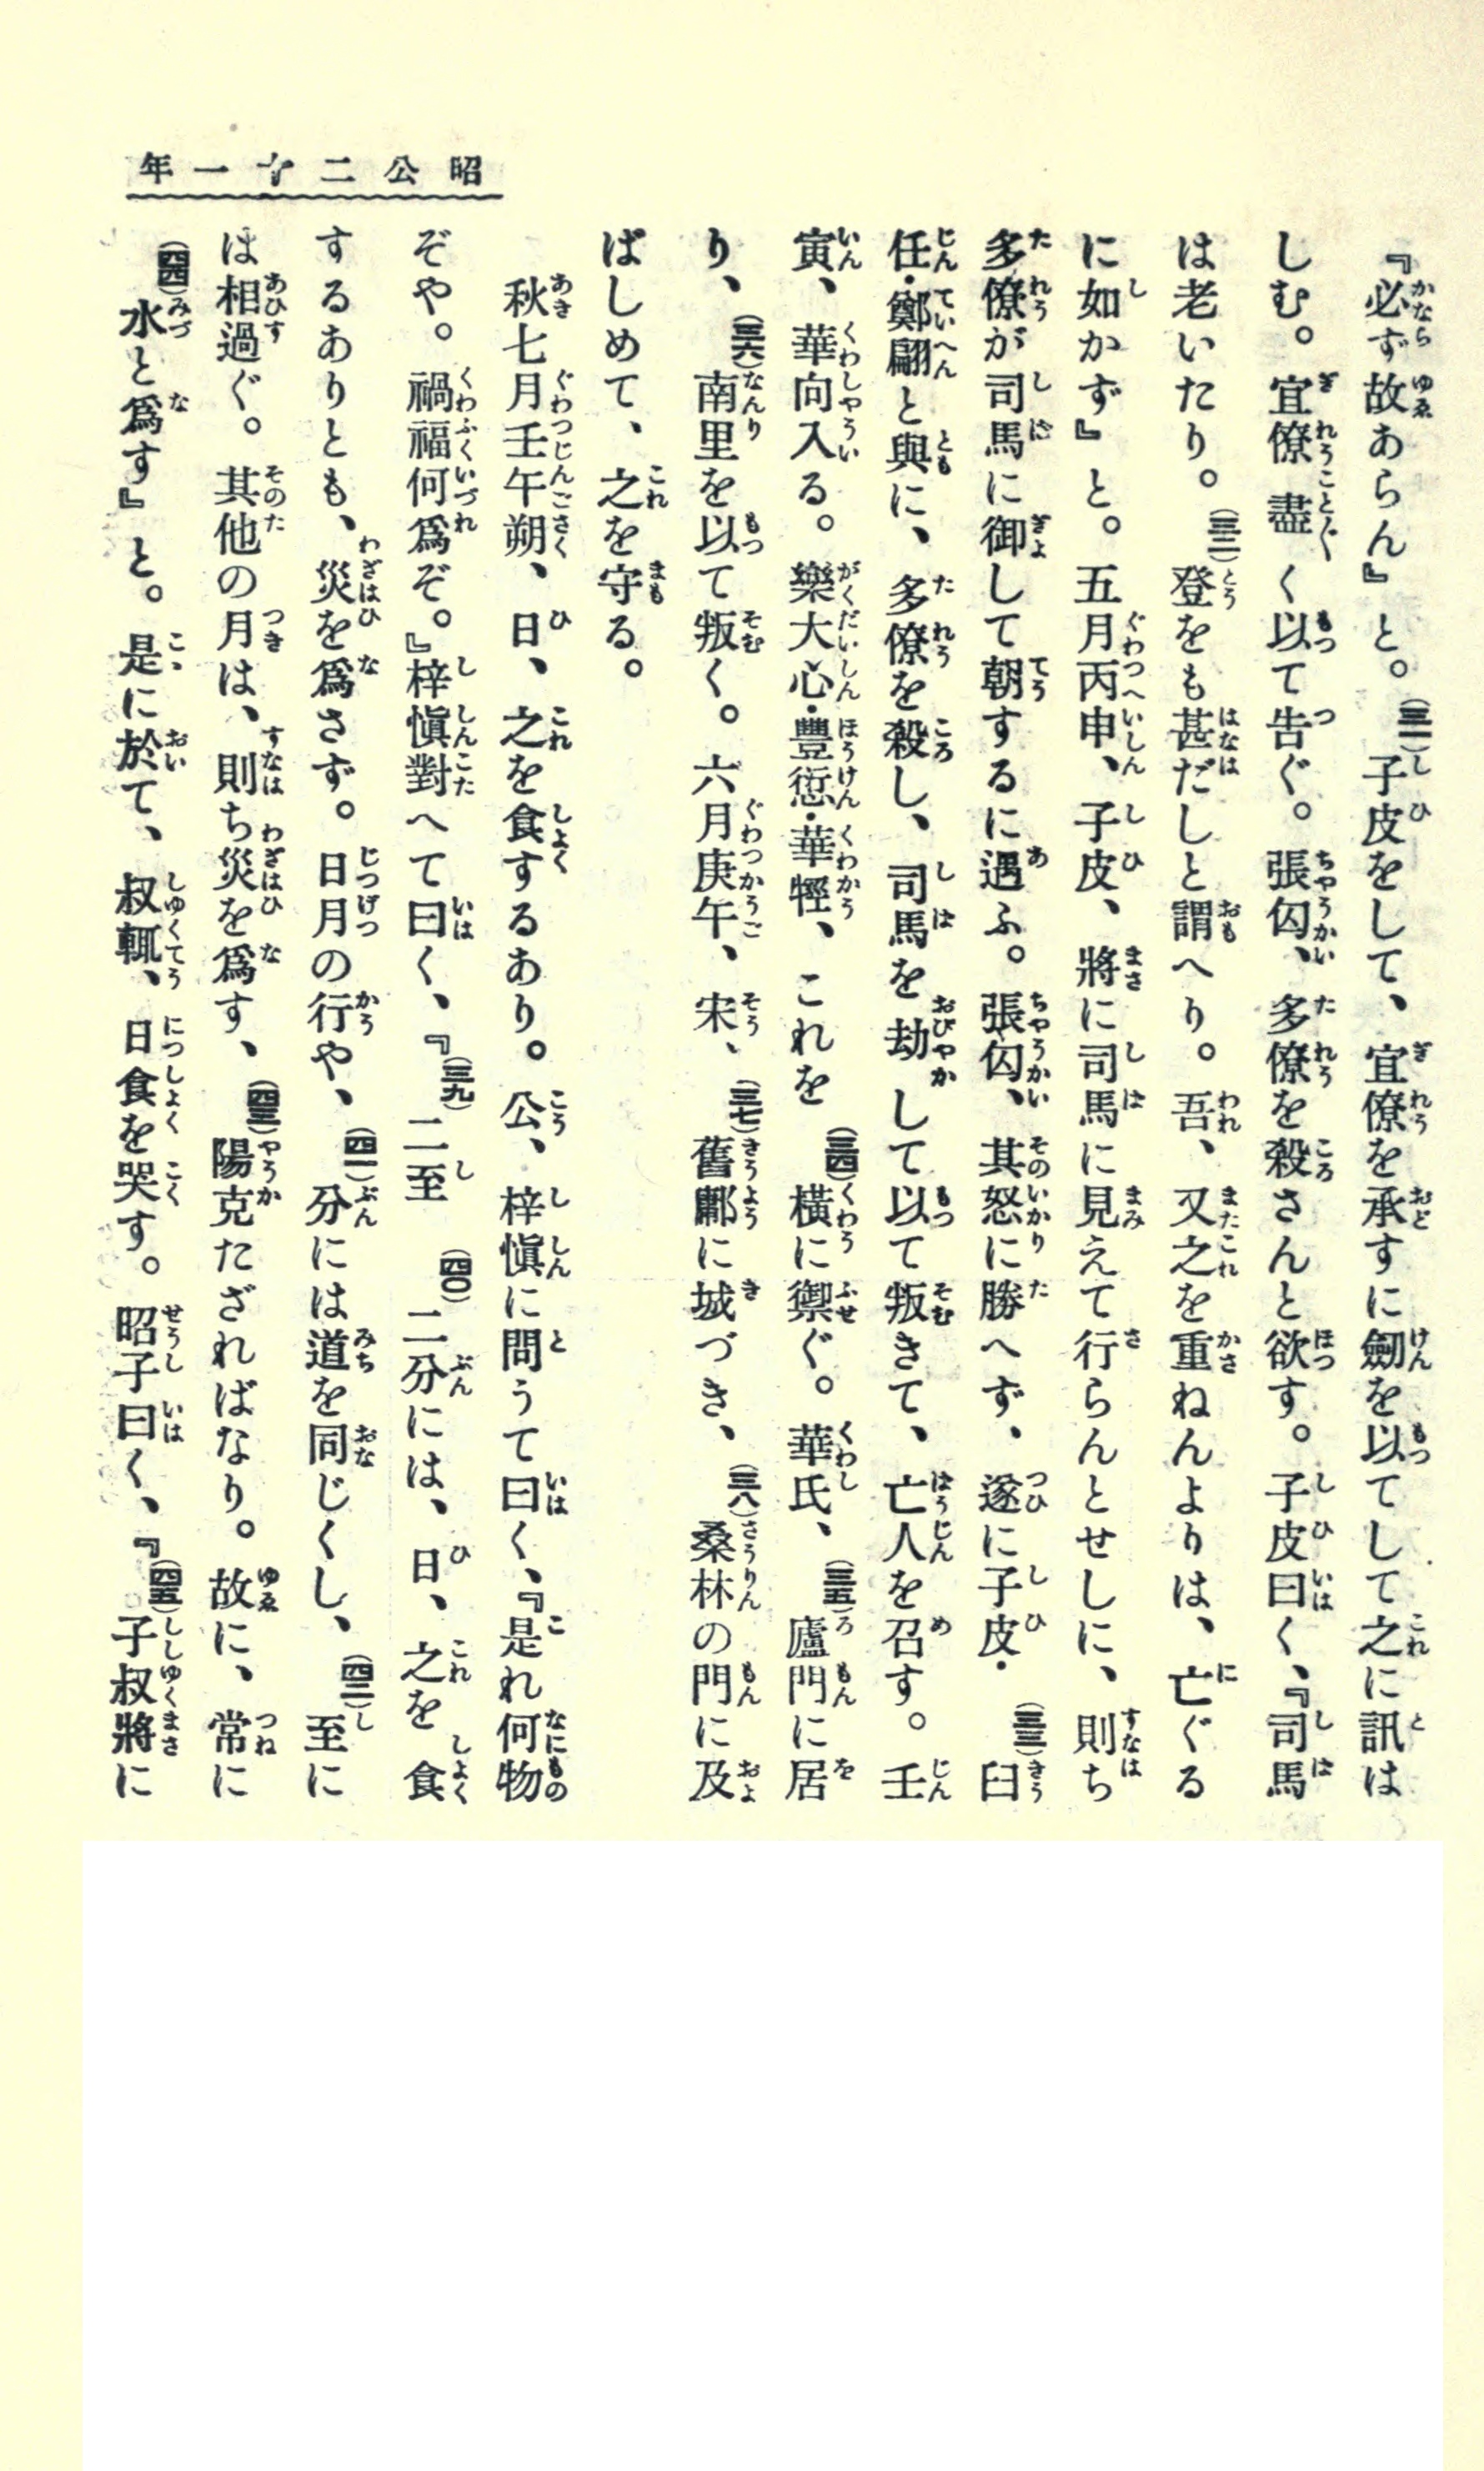 昭公二十一年
『必ず故あらん』と。(三一)子皮をして、宜僚を承すに劒を以てして之に訊は
しむ。宜僚盡く以て告ぐ。張匃、多僚を殺さんと欲す。子皮曰く、『司馬
は老いたり。(三二)登をも甚だしと謂へり。吾、又之を重ねんよりは、亡ぐる
に如かず』と。五月丙申、子皮、將に司馬に見えて行らんとせしに、則ち
多僚が司馬に御して朝するに遇ふ。張匃、其怒に勝へず、遂に子皮・(三三)臼
任・鄭翩と與に、多僚を殺し、司馬を劫して以て叛きて、亡人を召す。壬
寅、華向入る。樂大心・豐愆・華牼、これを(三四)橫に禦ぐ。華氏、(三五)廬門に居
り、(三六)南里を以て叛く。六月庚午、宋、(三七)舊鄘に城づき、(三八)桑林の門に及
ばしめて、之を守る。
秋七月壬午朔、日、之を食するあり。公、梓愼に問うて曰く、『是れ何物
ぞや。禍福何爲ぞ。』梓愼對へて曰く、『(三九)二至(四〇)二分には、日、之を食
するありとも、災を爲さず。日月の行や、(四一)分には道を同じくし、(四二)至に
は相過ぐ。其他の月は、則ち災を爲す、(四三)陽克たざればなり。故に、常に
(四四)水と爲す』と。是に於て、叔輒、日食を哭す。昭子曰く、『(四五)子叔將に